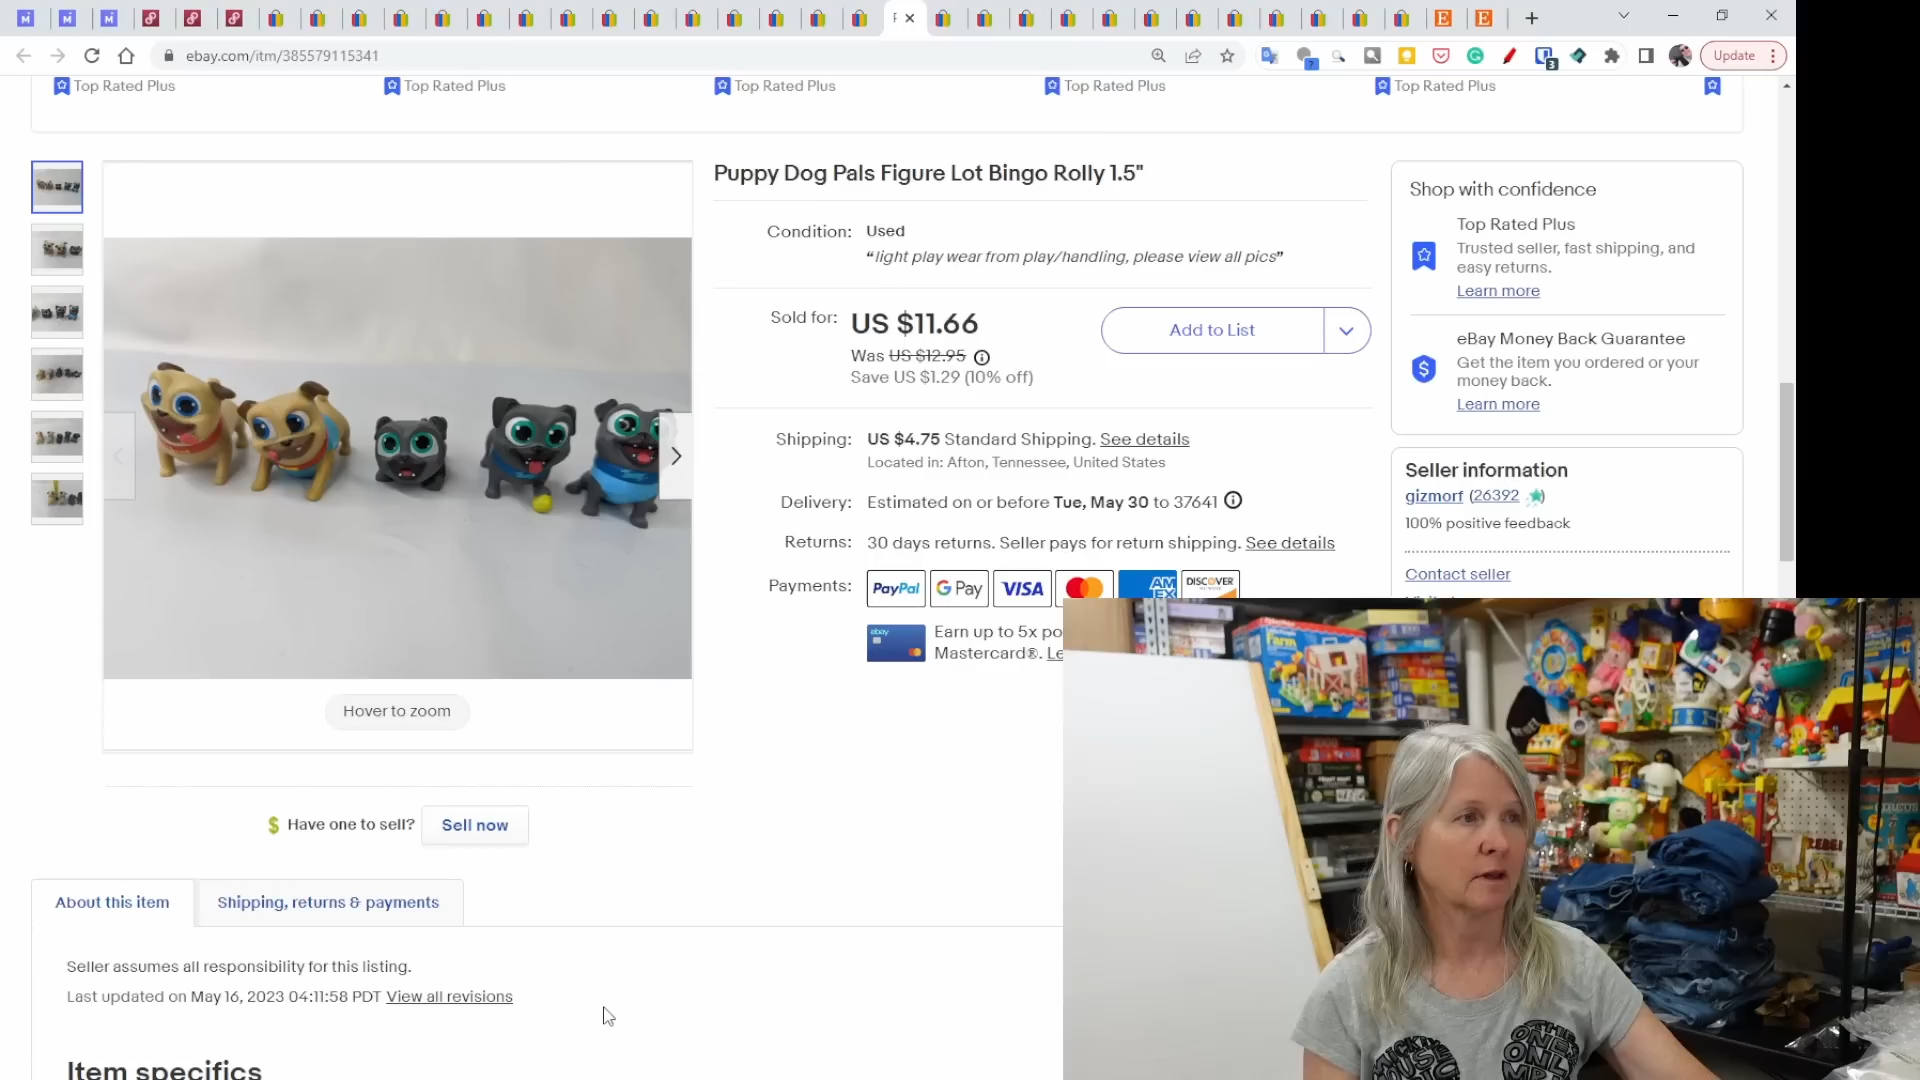 ebay.com/itm/385579115341
3
Update
Top Rated Plus
Top Rated Plus
Top Rated Plus
Top Rated Plus
Top Rated Plus
Puppy Dog Pals Figure Lot Bingo Rolly 1.5"
Condition: Used
“light play wear from play/handling, please view all pics”
Sold for: US $11.66
Was US $12.95
Save US $1.29 (10% off)
Add to List
Shipping: US $4.75 Standard Shipping. See details
Located in: Afton, Tennessee, United States
Delivery: Estimated on or before Tue, May 30 to 37641
Returns: 30 days returns. Seller pays for return shipping. See details
Payments: PayPal G Pay VISA AM EX DISCOVER
ebay
Earn up to 5x po
Mastercard®. Le
Shop with confidence
Top Rated Plus
Trusted seller, fast shipping, and
easy returns.
Learn more
eBay Money Back Guarantee
Get the item you ordered or your
money back.
Learn more
Seller information
gizmorf (26392)
100% positive feedback
Contact seller
Hover to zoom
Have one to sell? Sell now
About this item
Shipping, returns & payments
Seller assumes all responsibility for this listing.
Last updated on May 16, 2023 04:11:58 PDT View all revisions
Item specifics
Farm
MICKEY
THE
ONE
ONLY